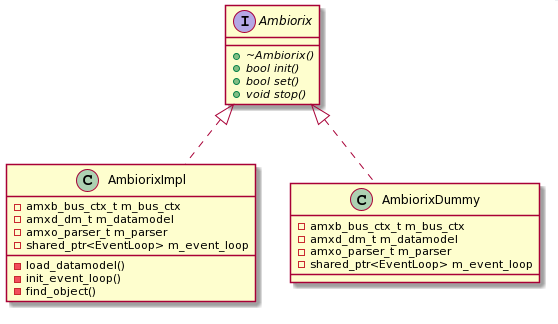 I Ambiorix
~Ambiorix()
bool init()
bool set()
void stop()
C AmbiorixImpl
amxb_bus_ctx_t m_bus_ctx
amxd_dm_t m_datamodel
amxo_parser_t m_parser
shared_ptr<EventLoop> m_event_loop
load_datamodel()
init_event_loop()
find_object()
C AmbiorixDummy
amxb_bus_ctx_t m_bus_ctx
amxd_dm_t m_datamodel
amxo_parser_t m_parser
shared_ptr<EventLoop> m_event_loop